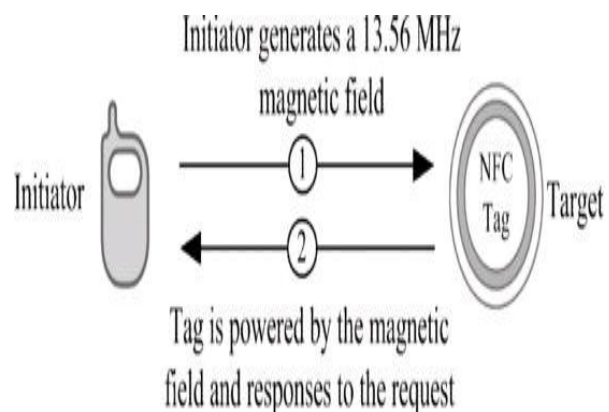 Initiator generates a 13.56 MHz
magnetic field
1
Initiator
NFC
Tag
Target
2
Tag is powered by the magnetic
field and responses to the request